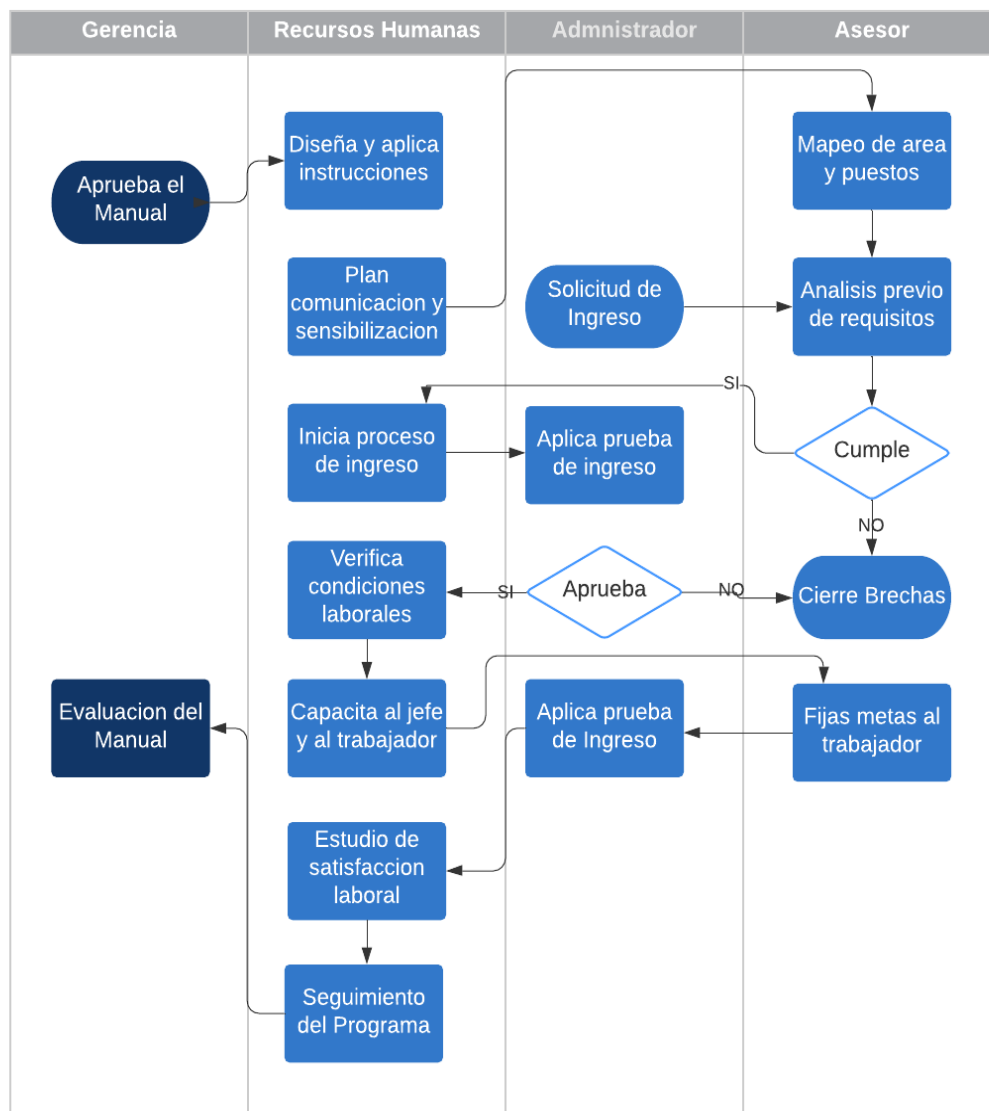 Gerencia
Recursos Humanas
Admnistrador
Asesor
Diseña y aplica
instrucciones
Mapeo de area
y puestos
Aprueba el
Manual
Plan
comunicacion y
sensibilizacion
Solicitud de
Ingreso
Analisis previo
de requisitos
SI
Inicia proceso
de ingreso
Aplica prueba
de ingreso
Cumple
NO
Verifica
condiciones
laborales
SI
Aprueba
NO
Cierre Brechas
Evaluacion del
Manual
Capacita al jefe
y al trabajador
Aplica prueba
de Ingreso
Fijas metas al
trabajador
Estudio de
satisfaccion
laboral
Seguimiento
del Programa